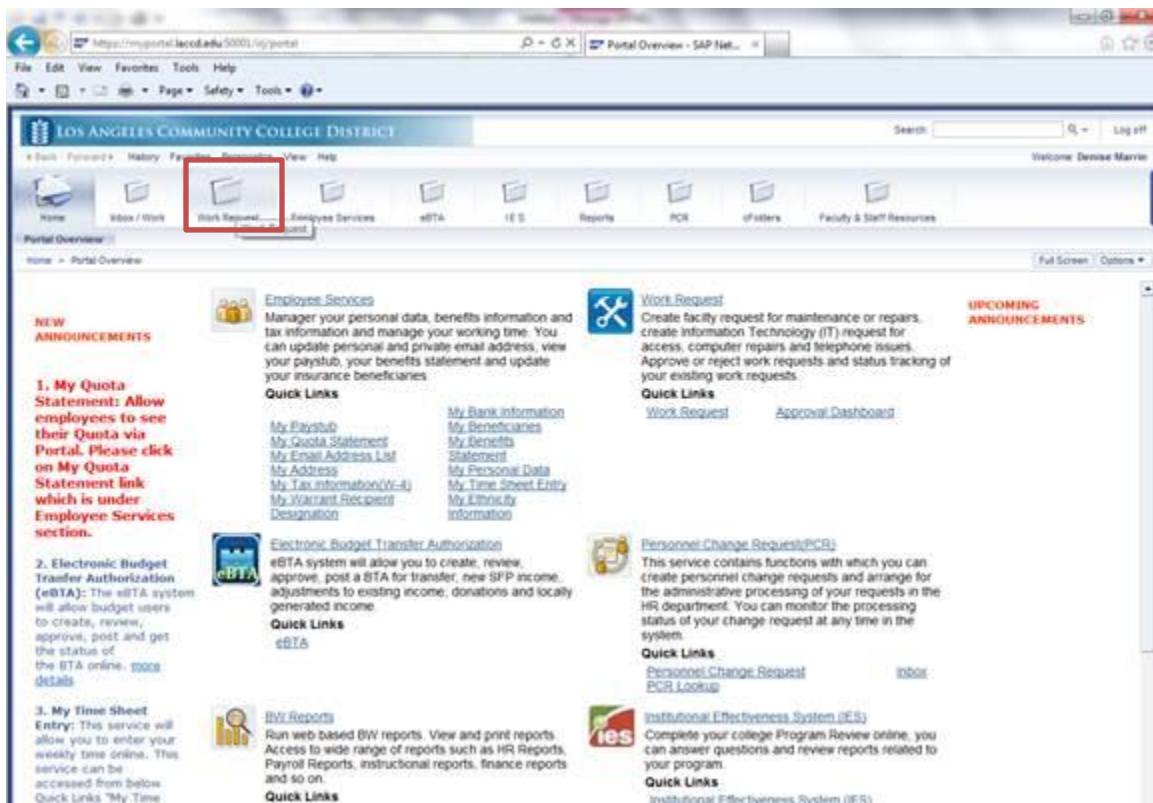 https://myportal.laccd.edu:50001/irj/portal
Portal Overview - SAP Net...
File Edit View Favorites Tools Help
Page Safety Tools
LOS ANGELES COMMUNITY COLLEGE DISTRICT
Search:
Log off
Back Forward History Favorites Personalize View Help
Welcome: Denise Marrin
Home
Inbox / Work
Work Request
Employee Services
eBTA
I E S
Reports
PCR
cFolders
Faculty & Staff Resources
Portal Overview
Home > Portal Overview
Full Screen Options
NEW
ANNOUNCEMENTS
1. My Quota
Statement: Allow
employees to see
their Quota via
Portal. Please click
on My Quota
Statement link
which is under
Employee Services
section.
2. Electronic Budget
Tranfer Authorization
(eBTA): The eBTA system
will allow budget users
to create, review,
approve, post and get
the status of
the BTA online. more
details
3. My Time Sheet
Entry: This service will
allow you to enter your
weekly time online. This
service can be
accessed from below
Quick Links "My Time
Employee Services
Manager your personal data, benefits information and
tax information and manage your working time. You
can update personal and private email address, view
your paystub, your benefits statement and update
your insurance beneficiaries
Quick Links
My Paystub
My Quota Statement
My Email Address List
My Address
My Tax Information(W-4)
My Warrant Recipient
Designation
My Bank Information
My Beneficiaries
My Benefits
Statement
My Personal Data
My Time Sheet Entry
My Ethnicity
Information
Work Request
Create facility request for maintenance or repairs,
create Information Technology (IT) request for
access, computer repairs and telephone issues.
Approve or reject work requests and status tracking of
your existing work requests.
Quick Links
Work Request Approval Dashboard
UPCOMING
ANNOUNCEMENTS
eBTA
Electronic Budget Transfer Authorization
eBTA system will allow you to create, review,
approve, post a BTA for transfer, new SFP income,
adjustments to existing income, donations and locally
generated income.
Quick Links
eBTA
Personnel Change Request(PCR)
This service contains functions with which you can
create personnel change requests and arrange for
the administrative processing of your requests in the
HR department. You can monitor the processing
status of your change request at any time in the
system.
Quick Links
Personnel Change Request Inbox
PCR Lookup
BW Reports
Run web based BW reports. View and print reports.
Access to wide range of reports such as HR Reports,
Payroll Reports, instructional reports, finance reports
and so on.
Quick Links
ies
Institutional Effectiveness System (IES)
Complete your college Program Review online, you
can answer questions and review reports related to
your program.
Quick Links
Institutional Effectiveness System (IES)